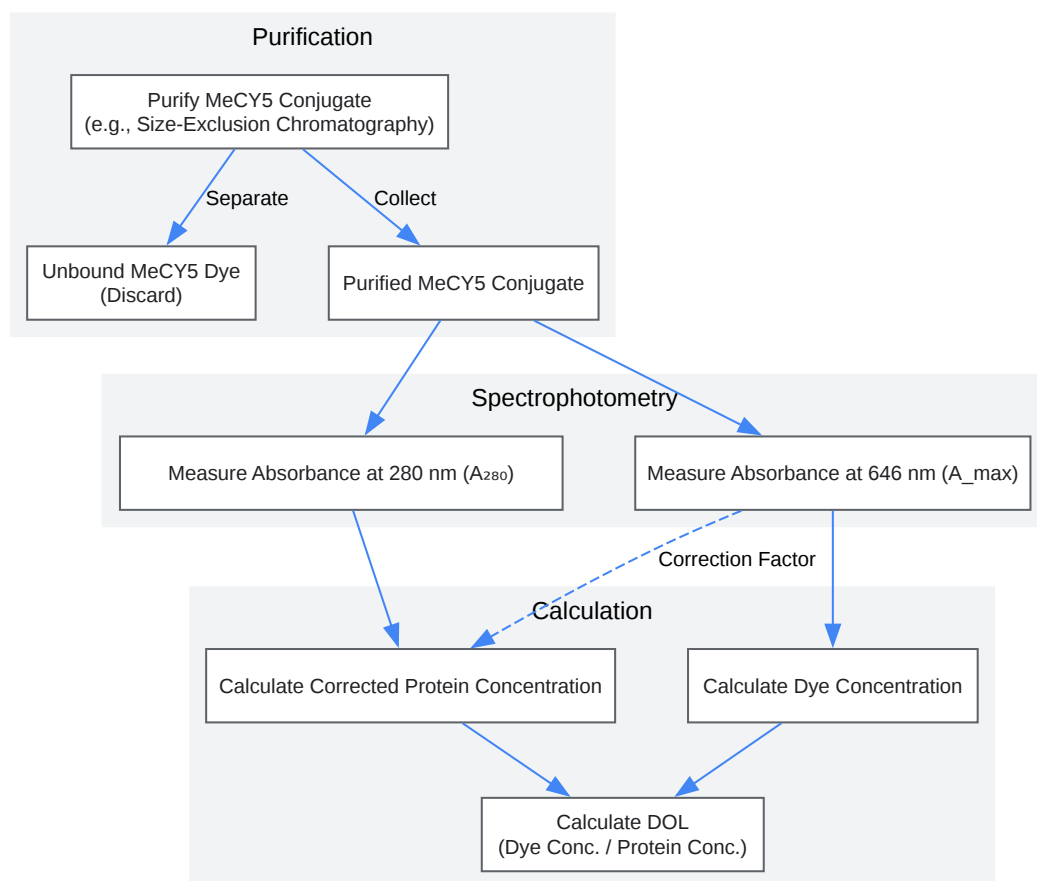 Purification
Purify MeCY5 Conjugate
(e.g., Size-Exclusion Chromatography)
Separate
Collect
Unbound MeCY5 Dye
(Discard)
Purified MeCY5 Conjugate
Spectrophotometry
Measure Absorbance at 280 nm (A₂₈₀)
Measure Absorbance at 646 nm (A_max)
Correction Factor
Calculation
Calculate Corrected Protein Concentration
Calculate Dye Concentration
Calculate DOL
(Dye Conc. / Protein Conc.)